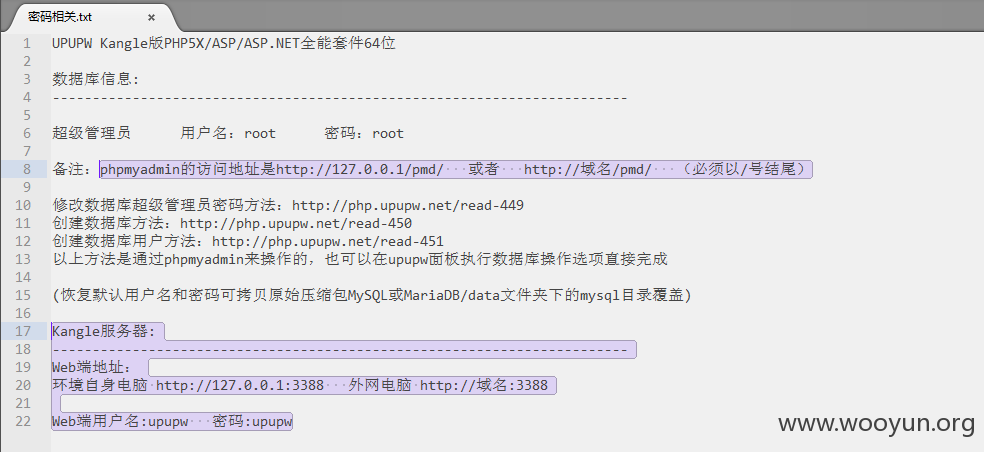 密码相关.txt ×
1 UPUPW Kangle版PHP5X/ASP/ASP.NET全能套件64位
2
3 数据库信息:
4 ------------------------------------------------------------------------
5
6 超级管理员 用户名: root 密码: root
7
8 备注: phpmyadmin的访问地址是http://127.0.0.1/pmd/ 或者 http://域名/pmd/ （必须以/号结尾）
9
10 修改数据库超级管理员密码方法: http://php.upupw.net/read-449
11 创建数据库方法: http://php.upupw.net/read-450
12 创建数据库用户方法: http://php.upupw.net/read-451
13 以上方法是通过phpmyadmin来操作的，也可以在upupw面板执行数据库操作选项直接完成
14
15 (恢复默认用户名和密码可拷贝原始压缩包MySQL或MariaDB/data文件夹下的mysql目录覆盖)
16
17 Kangle服务器:
18 ------------------------------------------------------------------------
19 Web端地址:
20 环境自身电脑 http://127.0.0.1:3388 外网电脑 http://域名:3388
21
22 Web端用户名:upupw 密码:upupw
www.wooyun.org